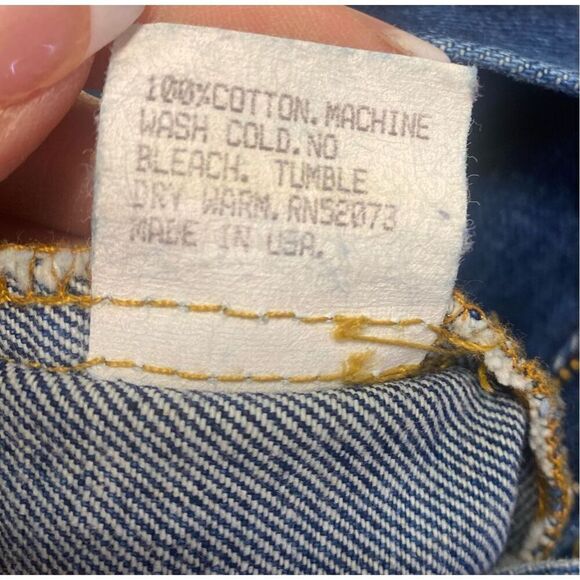 100%COTTON.MACHINE
WASH COLD.NO
BLEACH. TUMBLE
DRY WARM.RN52073
MADE IN USA.